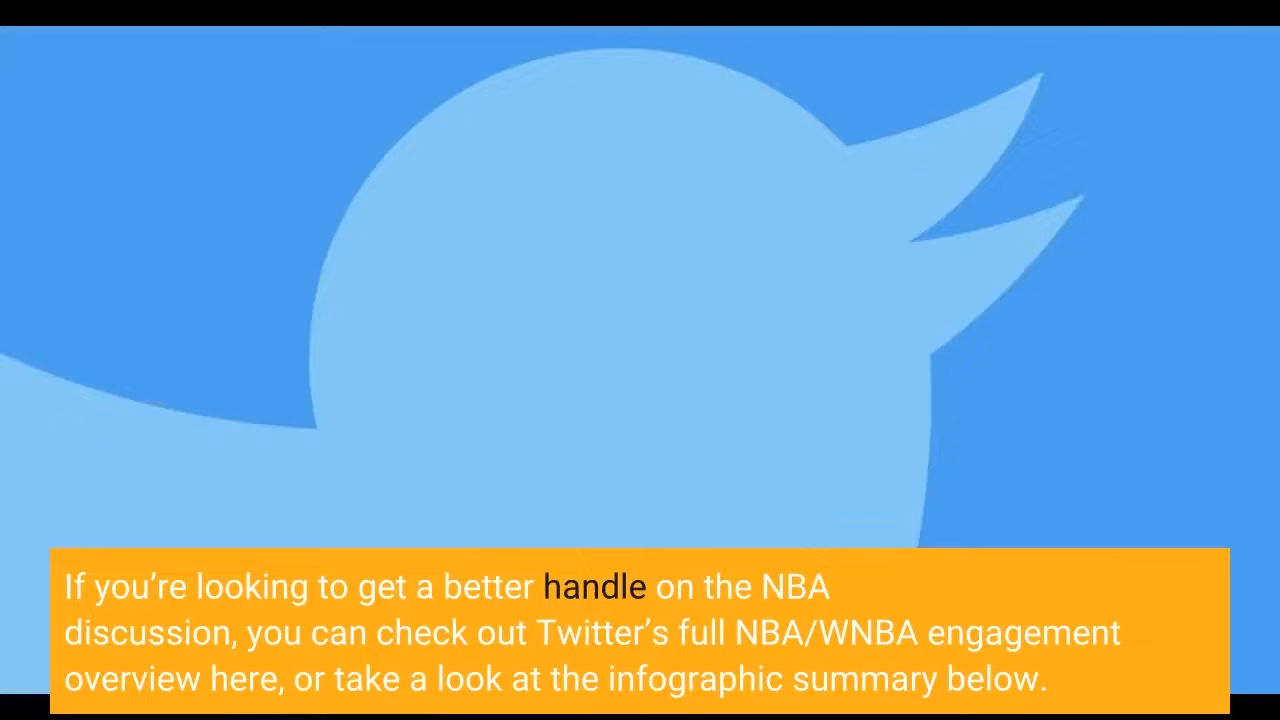 If you’re looking to get a better handle on the NBA
discussion, you can check out Twitter’s full NBA/WNBA engagement
overview here, or take a look at the infographic summary below.